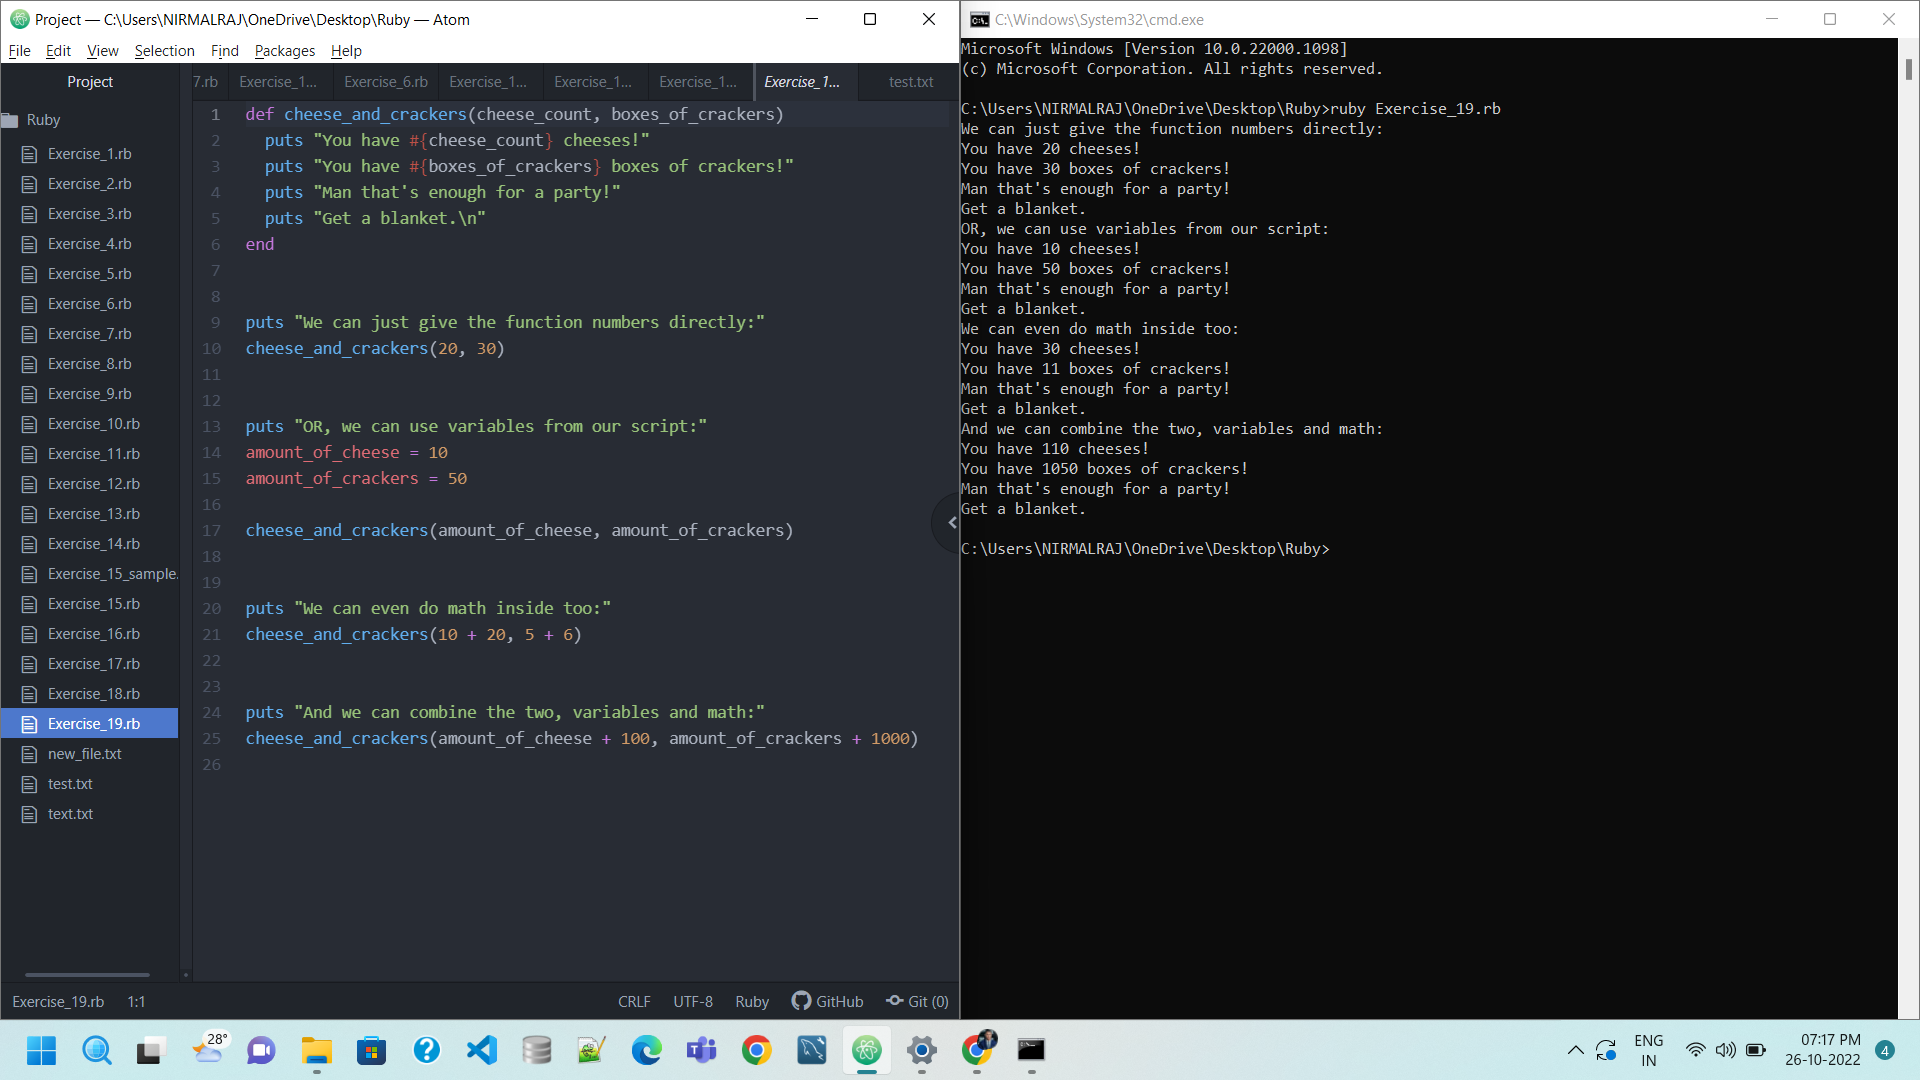 Project — C:\Users\NIRMALRAJ\OneDrive\Desktop\Ruby — Atom
File Edit View Selection Find Packages Help
Project
Ruby
Exercise_1.rb
Exercise_2.rb
Exercise_3.rb
Exercise_4.rb
Exercise_5.rb
Exercise_6.rb
Exercise_7.rb
Exercise_8.rb
Exercise_9.rb
Exercise_10.rb
Exercise_11.rb
Exercise_12.rb
Exercise_13.rb
Exercise_14.rb
Exercise_15_sample.
Exercise_15.rb
Exercise_16.rb
Exercise_17.rb
Exercise_18.rb
Exercise_19.rb
new_file.txt
test.txt
text.txt
7.rb Exercise_1... Exercise_6.rb Exercise_1... Exercise_1... Exercise_1... Exercise_1... test.txt
1 def cheese_and_crackers(cheese_count, boxes_of_crackers)
2 puts "You have #{cheese_count} cheeses!"
3 puts "You have #{boxes_of_crackers} boxes of crackers!"
4 puts "Man that's enough for a party!"
5 puts "Get a blanket.\n"
6 end
7
8
9 puts "We can just give the function numbers directly:"
10 cheese_and_crackers(20, 30)
11
12
13 puts "OR, we can use variables from our script:"
14 amount_of_cheese = 10
15 amount_of_crackers = 50
16
17 cheese_and_crackers(amount_of_cheese, amount_of_crackers)
18
19
20 puts "We can even do math inside too:"
21 cheese_and_crackers(10 + 20, 5 + 6)
22
23
24 puts "And we can combine the two, variables and math:"
25 cheese_and_crackers(amount_of_cheese + 100, amount_of_crackers + 1000)
26
Exercise_19.rb 1:1 CRLF UTF-8 Ruby GitHub Git (0)
C:\Windows\System32\cmd.exe
Microsoft Windows [Version 10.0.22000.1098]
(c) Microsoft Corporation. All rights reserved.
C:\Users\NIRMALRAJ\OneDrive\Desktop\Ruby>ruby Exercise_19.rb
We can just give the function numbers directly:
You have 20 cheeses!
You have 30 boxes of crackers!
Man that's enough for a party!
Get a blanket.
OR, we can use variables from our script:
You have 10 cheeses!
You have 50 boxes of crackers!
Man that's enough for a party!
Get a blanket.
We can even do math inside too:
You have 30 cheeses!
You have 11 boxes of crackers!
Man that's enough for a party!
Get a blanket.
And we can combine the two, variables and math:
You have 110 cheeses!
You have 1050 boxes of crackers!
Man that's enough for a party!
Get a blanket.
C:\Users\NIRMALRAJ\OneDrive\Desktop\Ruby>
28°
ENG
IN
07:17 PM
26-10-2022
4